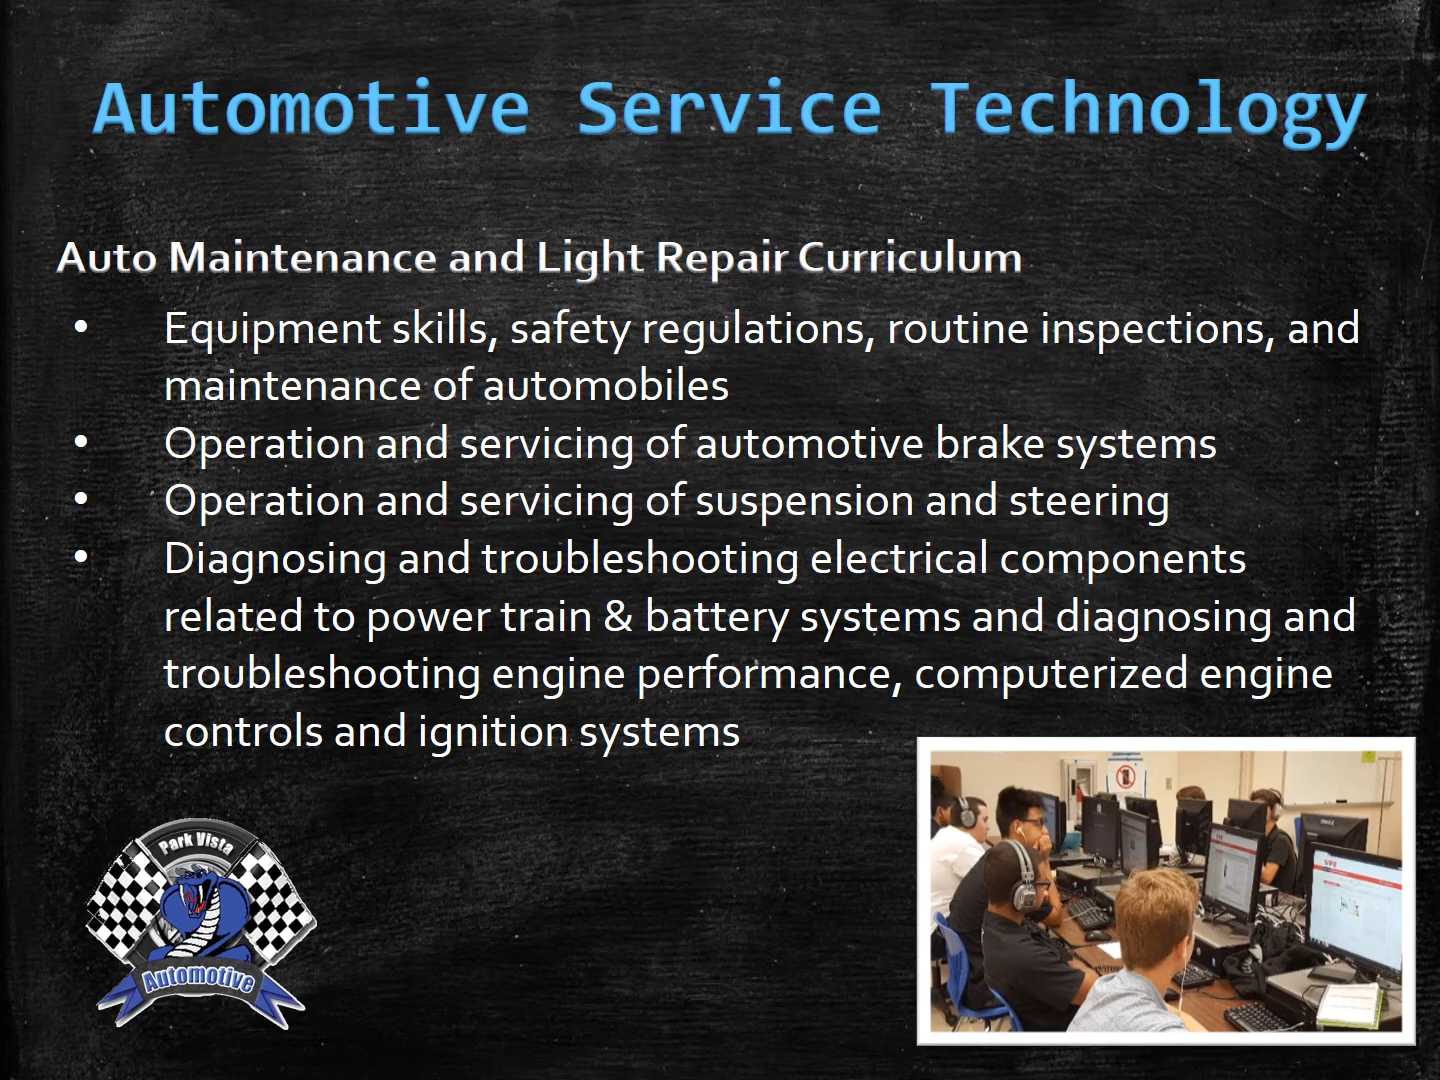 Automotive Service Technology
Auto Maintenance and Light Repair Curriculum
• Equipment skills, safety regulations, routine inspections, and
maintenance of automobiles
• Operation and servicing of automotive brake systems
• Operation and servicing of suspension and steering
• Diagnosing and troubleshooting electrical components
related to power train & battery systems and diagnosing and
troubleshooting engine performance, computerized engine
controls and ignition systems
Park Vista
Automotive